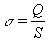 σ = Q/S